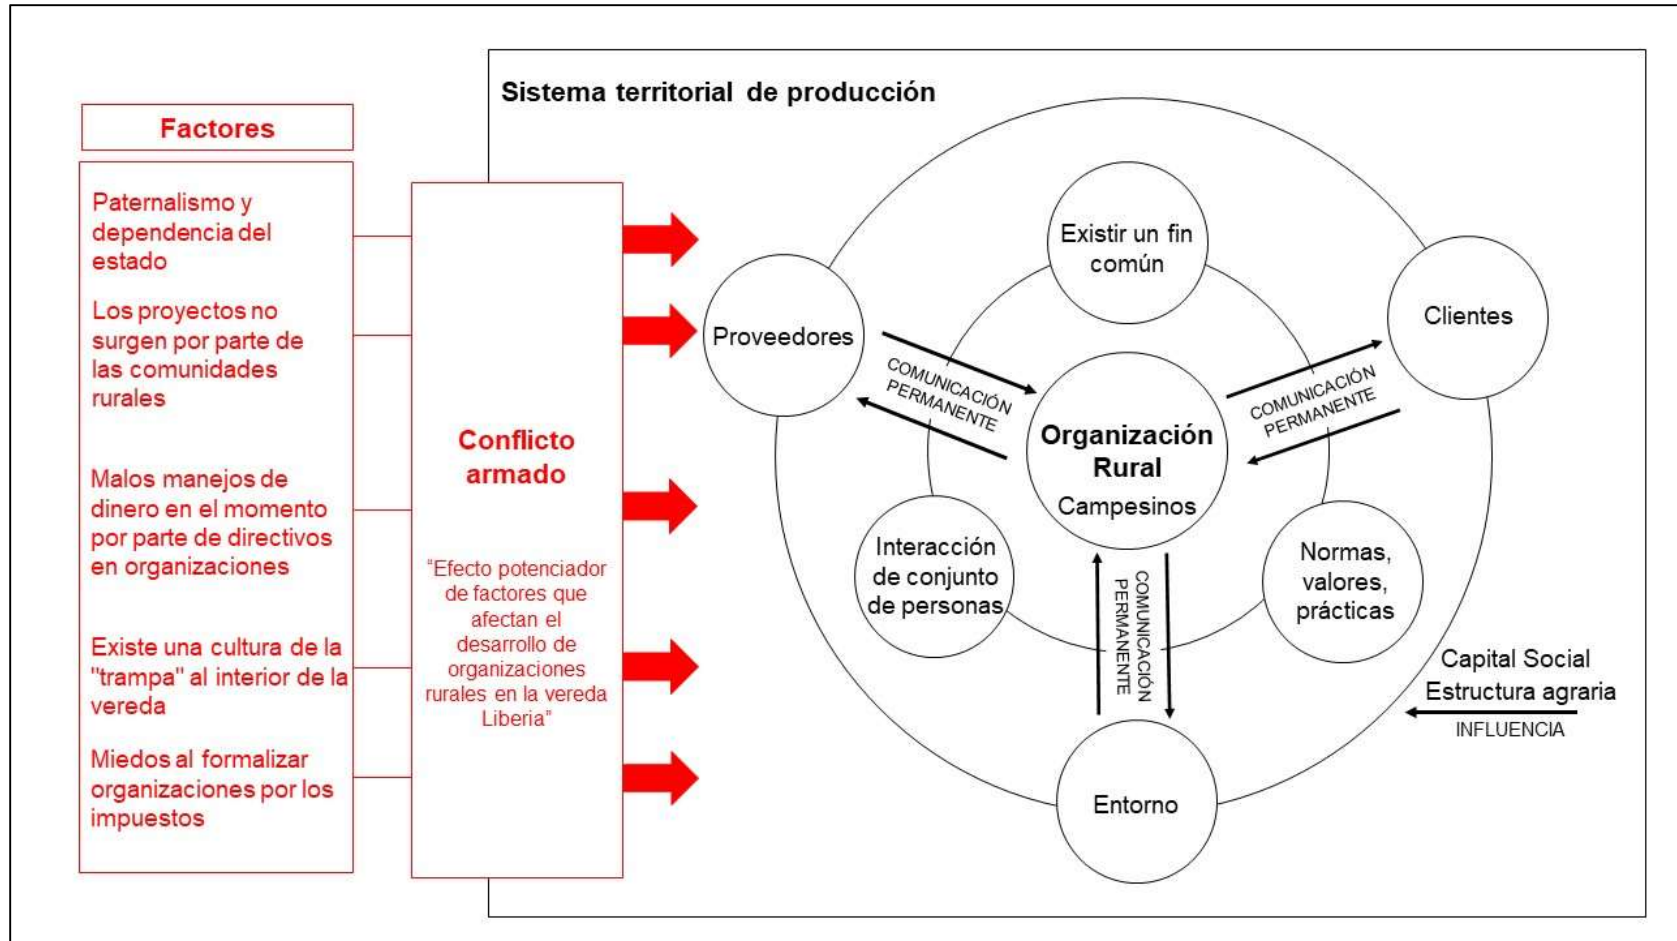 Sistema territorial de producción
Factores
Paternalismo y
dependencia del
estado
Los proyectos no
surgen por parte de
las comunidades
rurales
Malos manejos de
dinero en el momento
por parte de directivos
en organizaciones
Existe una cultura de la
"trampa" al interior de la
vereda
Miedos al formalizar
organizaciones por los
impuestos
Conflicto
armado
“Efecto potenciador
de factores que
afectan el
desarrollo de
organizaciones
rurales en la vereda
Liberia”
Proveedores
COMUNICACIÓN
PERMANENTE
Existir un fin
común
Organización
Rural
Campesinos
Clientes
COMUNICACIÓN
PERMANENTE
Interacción
de conjunto
de personas
COMUNICACIÓN
PERMANENTE
Normas,
valores,
prácticas
Entorno
Capital Social
Estructura agraria
INFLUENCIA